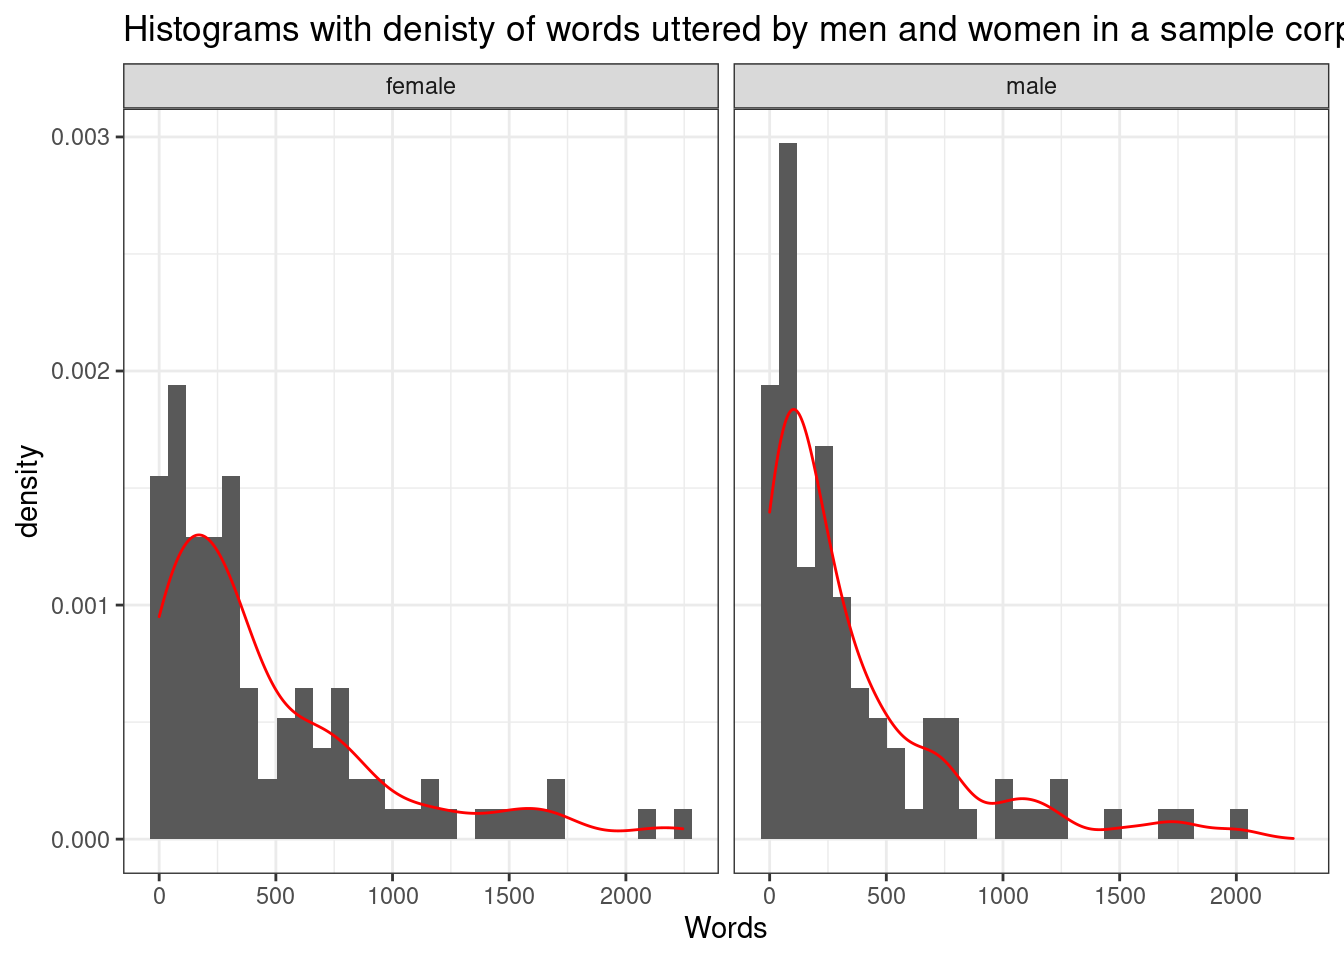 Histograms with denisty of words uttered by men and women in a sample
female
male
0.003
0.002
0.001
0.000
density
0 500 1000 1500 2000
0 500 1000 1500 2000
Words